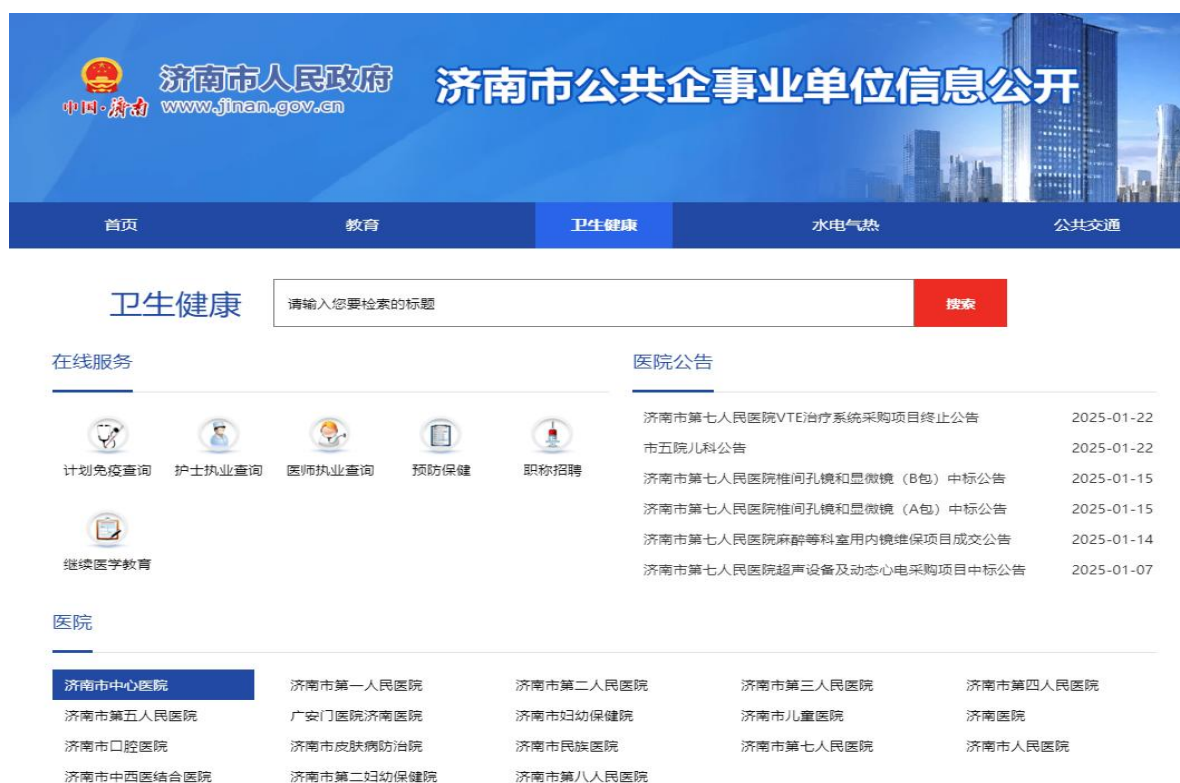 济南市人民政府
济南市公共企事业单位信息公开
中国·济南 www.jinan.gov.cn
首页 教育 卫生健康 水电气热 公共交通
卫生健康 请输入您要检索的标题 搜索
在线服务
计划免疫查询 护士执业查询 医师执业查询 预防保健 职称招聘
继续医学教育
医院公告
济南市第七人民医院VTE治疗系统采购项目终止公告 2025-01-22
市五院儿科公告 2025-01-22
济南市第七人民医院椎间孔镜和显微镜（B包）中标公告 2025-01-15
济南市第七人民医院椎间孔镜和显微镜（A包）中标公告 2025-01-15
济南市第七人民医院麻醉等科室用内镜维保项目成交公告 2025-01-14
济南市第七人民医院超声设备及动态心电采购项目中标公告 2025-01-07
医院
济南市中心医院 济南市第一人民医院 济南市第二人民医院 济南市第三人民医院 济南市第四人民医院
济南市第五人民医院 广安门医院济南医院 济南市妇幼保健院 济南市儿童医院 济南医院
济南市口腔医院 济南市皮肤病防治院 济南市民族医院 济南市第七人民医院 济南市人民医院
济南市中西医结合医院 济南市第二妇幼保健院 济南市第八人民医院